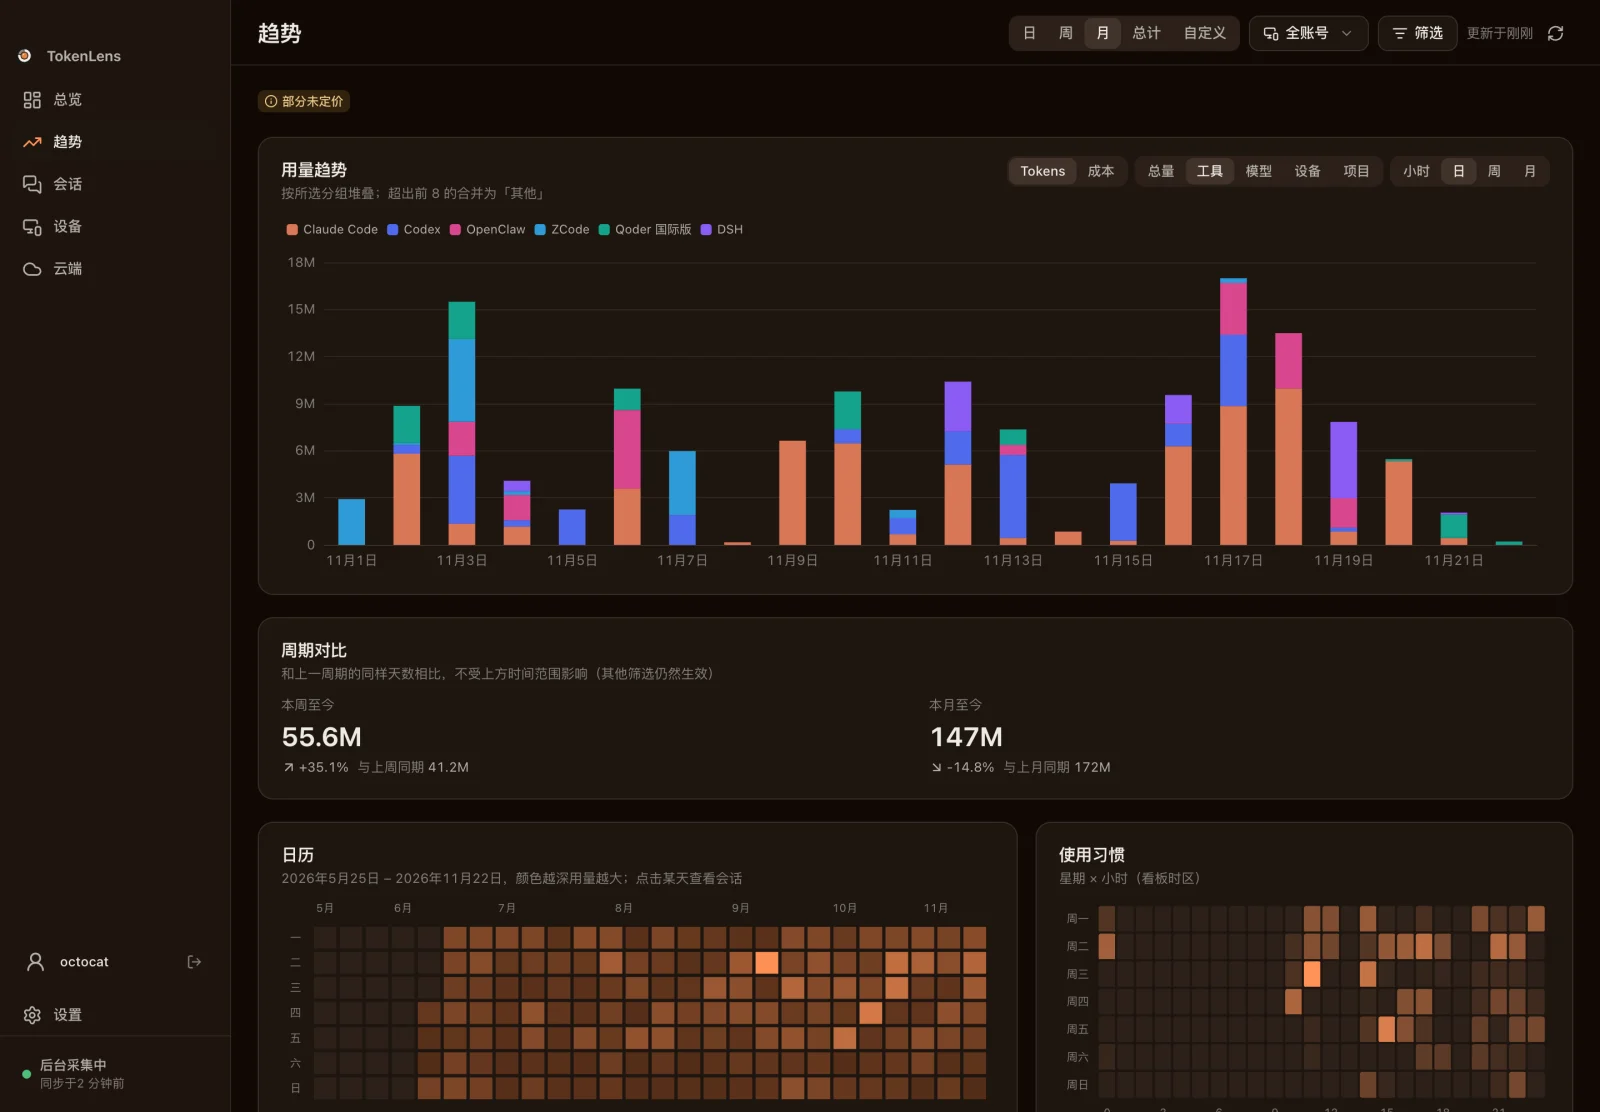 TokenLens
总览
趋势
会话
设备
云端
octocat
设置
后台采集中
同步于2 分钟前
趋势
日 周 月 总计 自定义 全账号 筛选 更新于刚刚
部分未定价
用量趋势
按所选分组堆叠；超出前 8 的合并为「其他」
Tokens 成本 总量 工具 模型 设备 项目 小时 日 周 月
Claude Code Codex OpenClaw ZCode Qoder 国际版 DSH
18M
15M
12M
9M
6M
3M
0
11月1日 11月3日 11月5日 11月7日 11月9日 11月11日 11月13日 11月15日 11月17日 11月19日 11月21日
周期对比
和上一周期的同样天数相比，不受上方时间范围影响（其他筛选仍然生效）
本周至今
55.6M
+35.1% 与上周同期 41.2M
本月至今
147M
-14.8% 与上月同期 172M
日历
2026年5月25日 – 2026年11月22日，颜色越深用量越大；点击某天查看会话
5月 6月 7月 8月 9月 10月 11月
一
二
三
四
五
六
日
使用习惯
星期 × 小时（看板时区）
周一
周二
周三
周四
周五
周六
周日